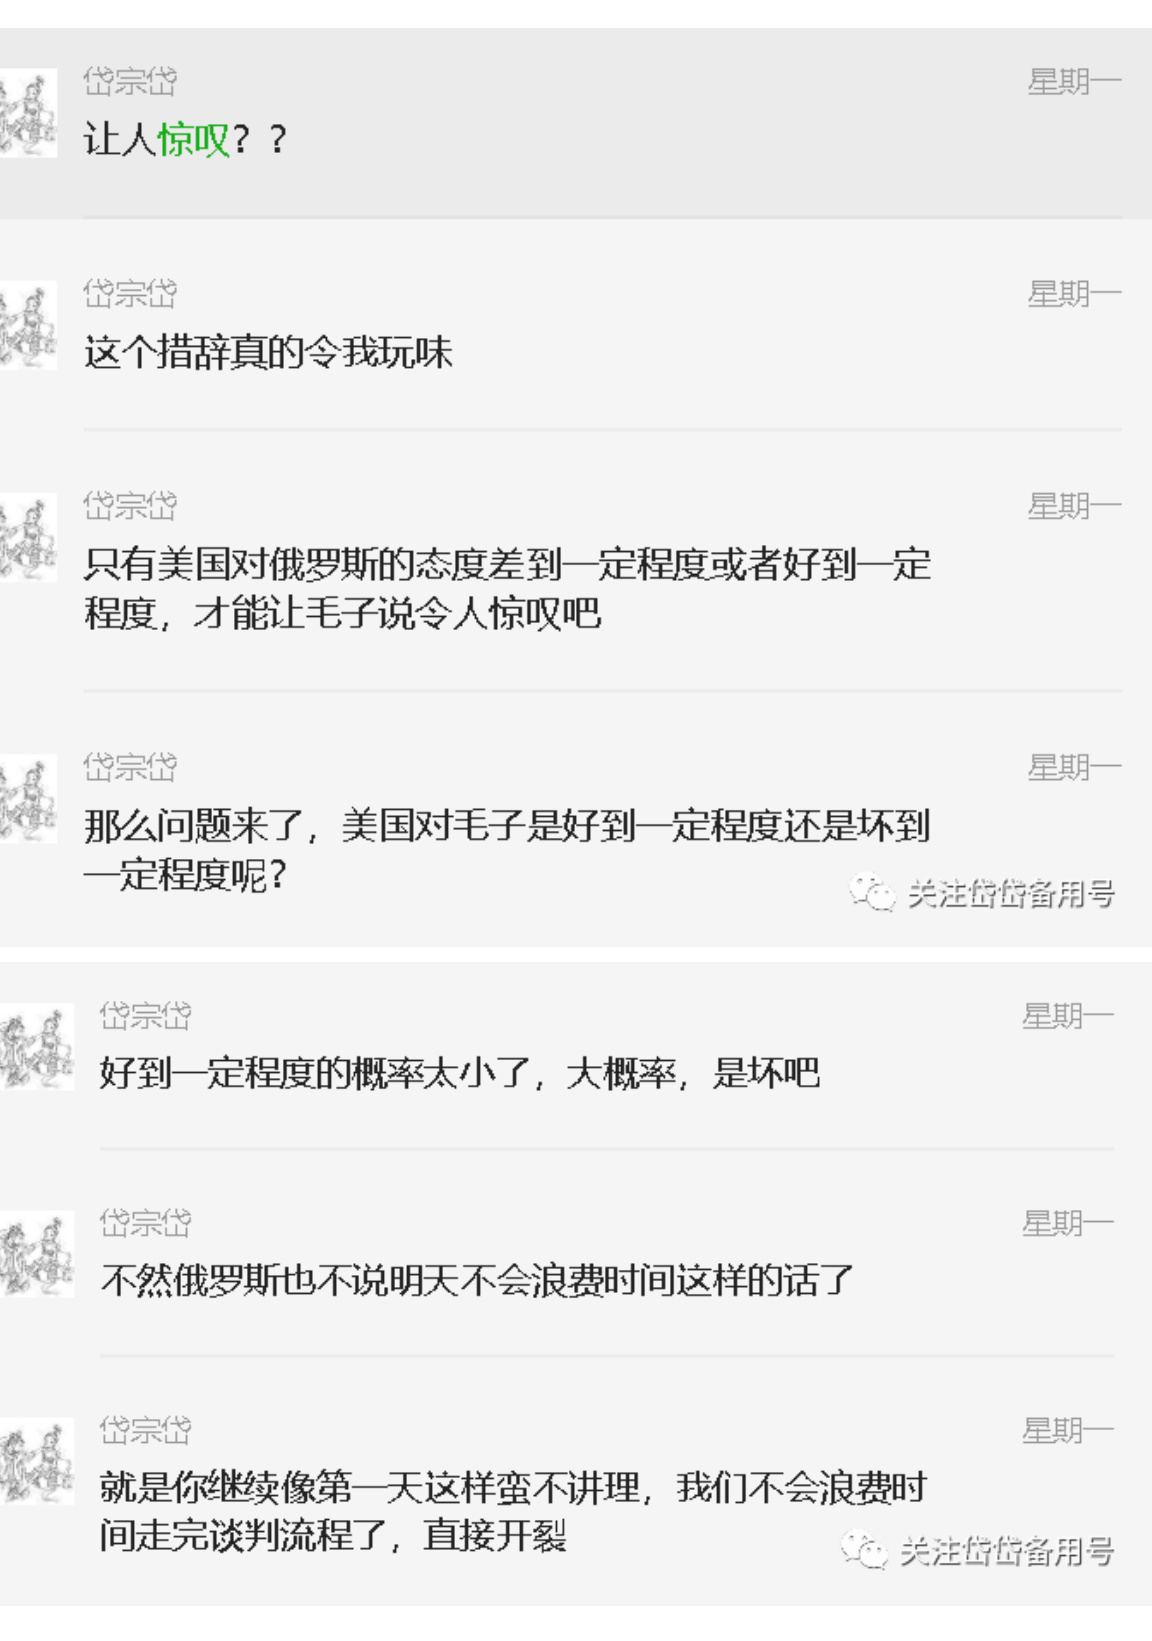 岱宗岱 星期一
让人惊叹？？
岱宗岱 星期一
这个措辞真的令我玩味
岱宗岱 星期一
只有美国对俄罗斯的态度差到一定程度或者好到一定
程度，才能让毛子说令人惊叹吧
岱宗岱 星期一
那么问题来了，美国对毛子是好到一定程度还是坏到
一定程度呢？
关注岱岱备用号
岱宗岱 星期一
好到一定程度的概率太小了，大概率，是坏吧
岱宗岱 星期一
不然俄罗斯也不说明天不会浪费时间这样的话了
岱宗岱 星期一
就是你继续像第一天这样蛮不讲理，我们不会浪费时
间走完谈判流程了，直接开裂
关注岱岱备用号